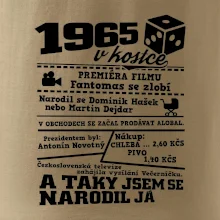 1965
v kostce
PREMIÉRA FILMU
Fantomas se zlobí
Narodil se Dominik Hašek
nebo Martin Dejdar
V OBCHODECH SE ZAČAL PRODÁVAT ALOBAL.
Prezidentem byl:
Antonín Novotný
Nákup:
CHLEBA ... 2,60 KČS
PIVO
1,40 KČS
Československá televize
zahájila vysílání Večerníčku.
A TAKY JSEM SE
NARODIL JÁ